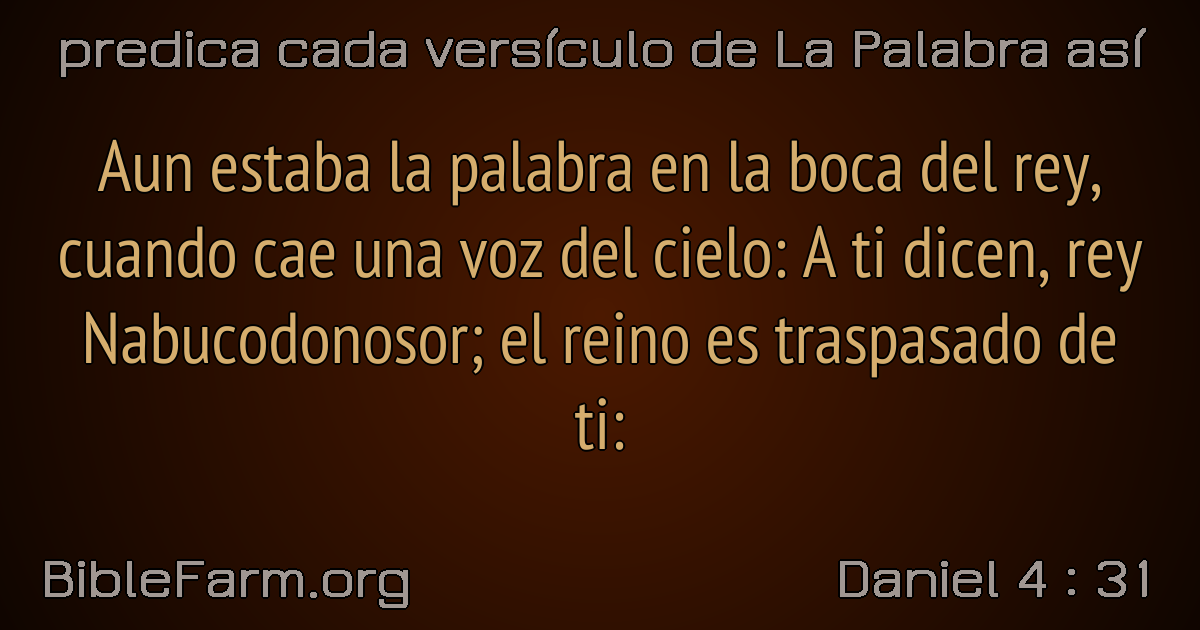 predica cada versículo de La Palabra así
Aun estaba la palabra en la boca del rey,
cuando cae una voz del cielo: A ti dicen, rey
Nabucodonosor; el reino es traspasado de
ti:
BibleFarm.org
Daniel 4 : 31